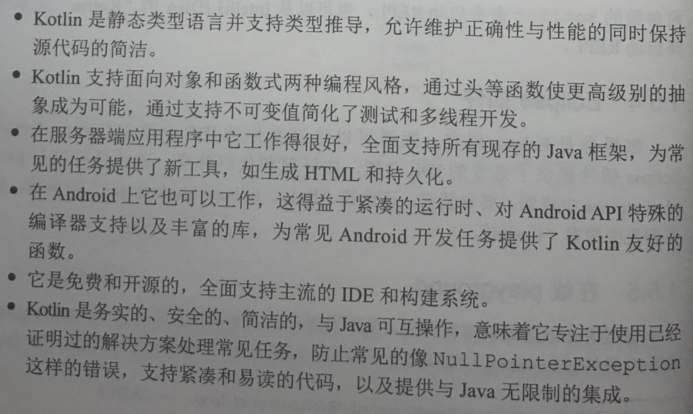 • Kotlin 是静态类型语言并支持类型推导，允许维护正确性与性能的同时保持
源代码的简洁。
• Kotlin 支持面向对象和函数式两种编程风格，通过头等函数使更高级别的抽
象成为可能，通过支持不可变值简化了测试和多线程开发。
• 在服务器端应用程序中它工作得很好，全面支持所有现存的 Java 框架，为常
见的任务提供了新工具，如生成 HTML 和持久化。
• 在 Android 上它也可以工作，这得益于紧凑的运行时、对 Android API 特殊的
编译器支持以及丰富的库，为常见 Android 开发任务提供了 Kotlin 友好的
函数。
• 它是免费和开源的，全面支持主流的 IDE 和构建系统。
• Kotlin 是务实的、安全的、简洁的，与 Java 可互操作，意味着它专注于使用已经
证明过的解决方案处理常见任务，防止常见的像 NullPointerException
这样的错误，支持紧凑和易读的代码，以及提供与 Java 无限制的集成。